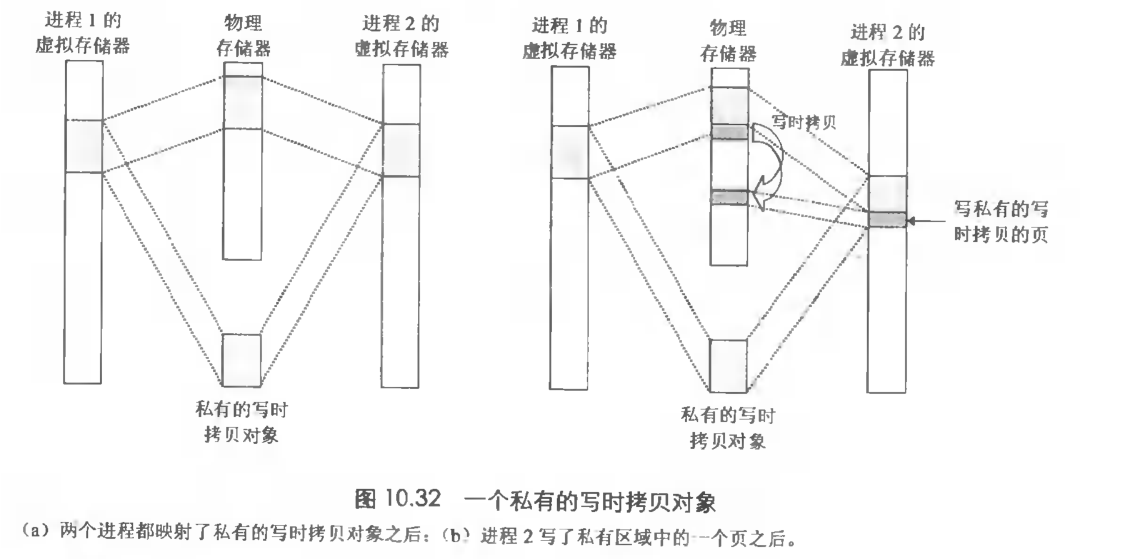 进程 1 的
虚拟存储器
物理
存储器
进程 2 的
虚拟存储器
私有的写时
拷贝对象
进程 1 的
虚拟存储器
物理
存储器
进程 2 的
虚拟存储器
写时拷贝
写私有的写
时拷贝的页
私有的写时
拷贝对象
图 10.32 一个私有的写时拷贝对象
（a）两个进程都映射了私有的写时拷贝对象之后；（b）进程 2 写了私有区域中的一个页之后。